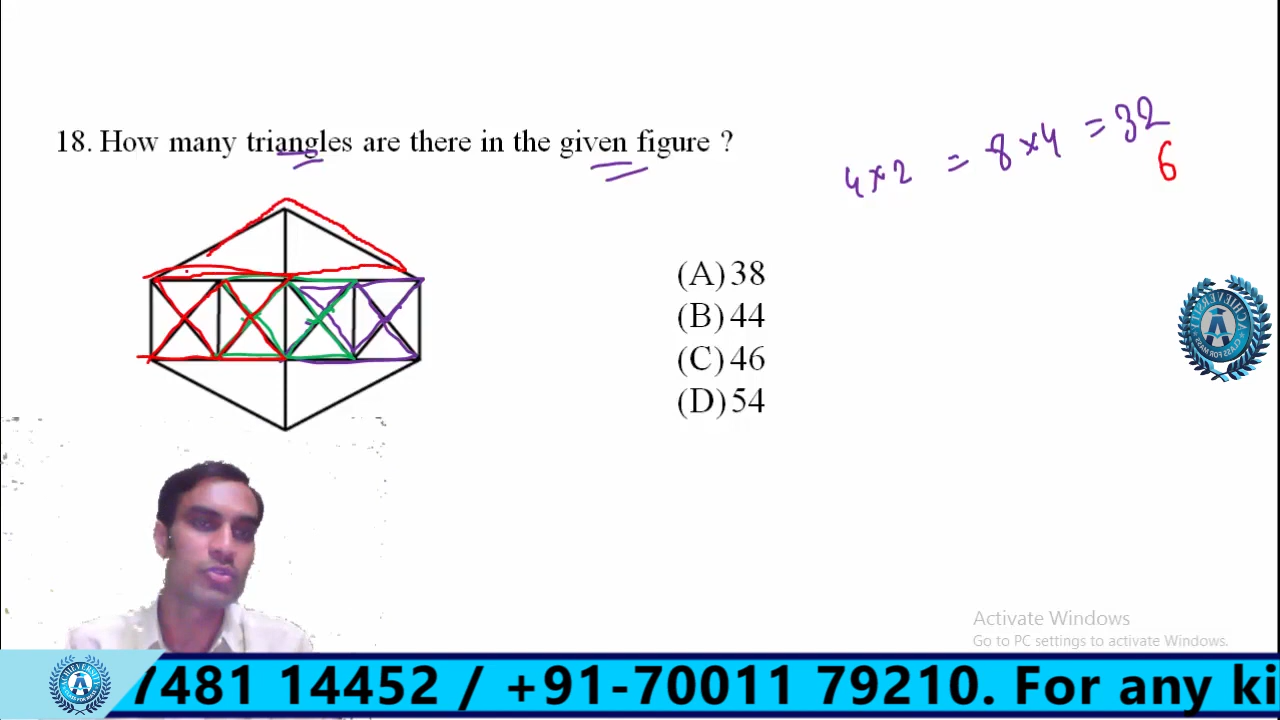 18. How many triangles are there in the given figure ?
4 × 2 = 8 × 4 = 32
6
(A) 38
(B) 44
(C) 46
(D) 54
Activate Windows
Go to PC settings to activate Windows.
7481 14452 / +91-70011 79210. For any ki